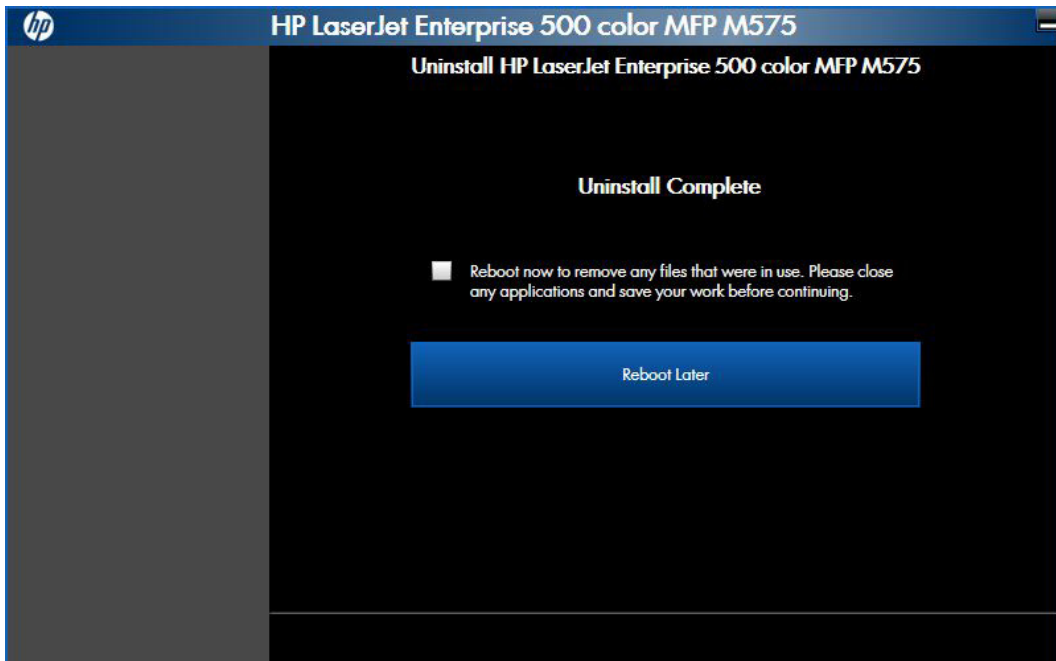 hp
HP LaserJet Enterprise 500 color MFP M575
Uninstall HP LaserJet Enterprise 500 color MFP M575
Uninstall Complete
Reboot now to remove any files that were in use. Please close
any applications and save your work before continuing.
Reboot Later